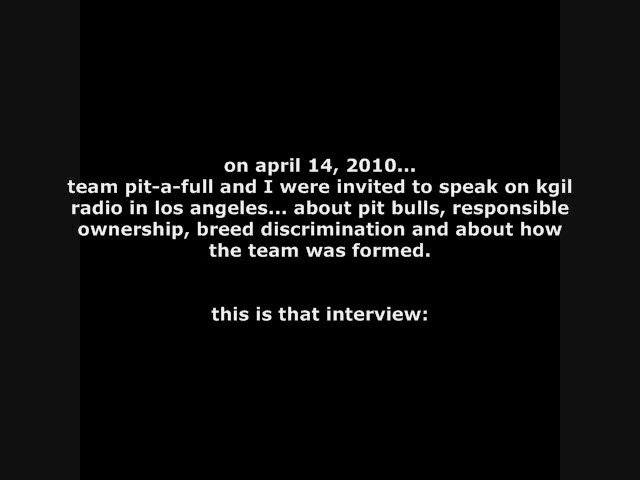 on april 14, 2010...
team pit-a-full and I were invited to speak on kgil
radio in los angeles... about pit bulls, responsible
ownership, breed discrimination and about how
the team was formed.
this is that interview: